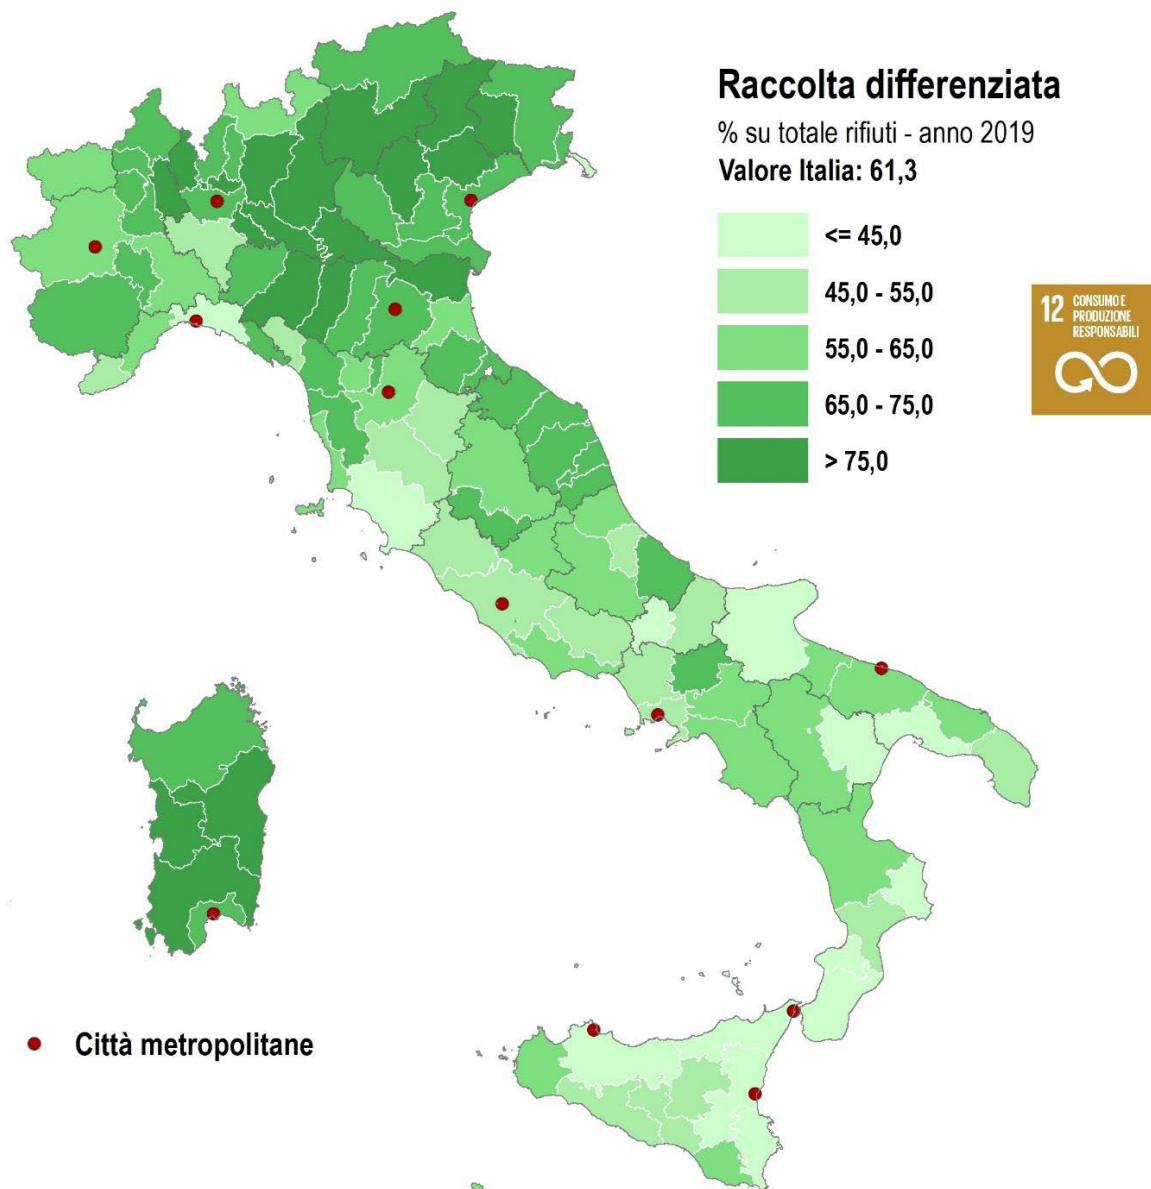 Raccolta differenziata
% su totale rifiuti - anno 2019
Valore Italia: 61,3
<= 45,0
45,0 - 55,0
55,0 - 65,0
65,0 - 75,0
> 75,0
12 CONSUMO E
PRODUZIONE
RESPONSABILI
Città metropolitane